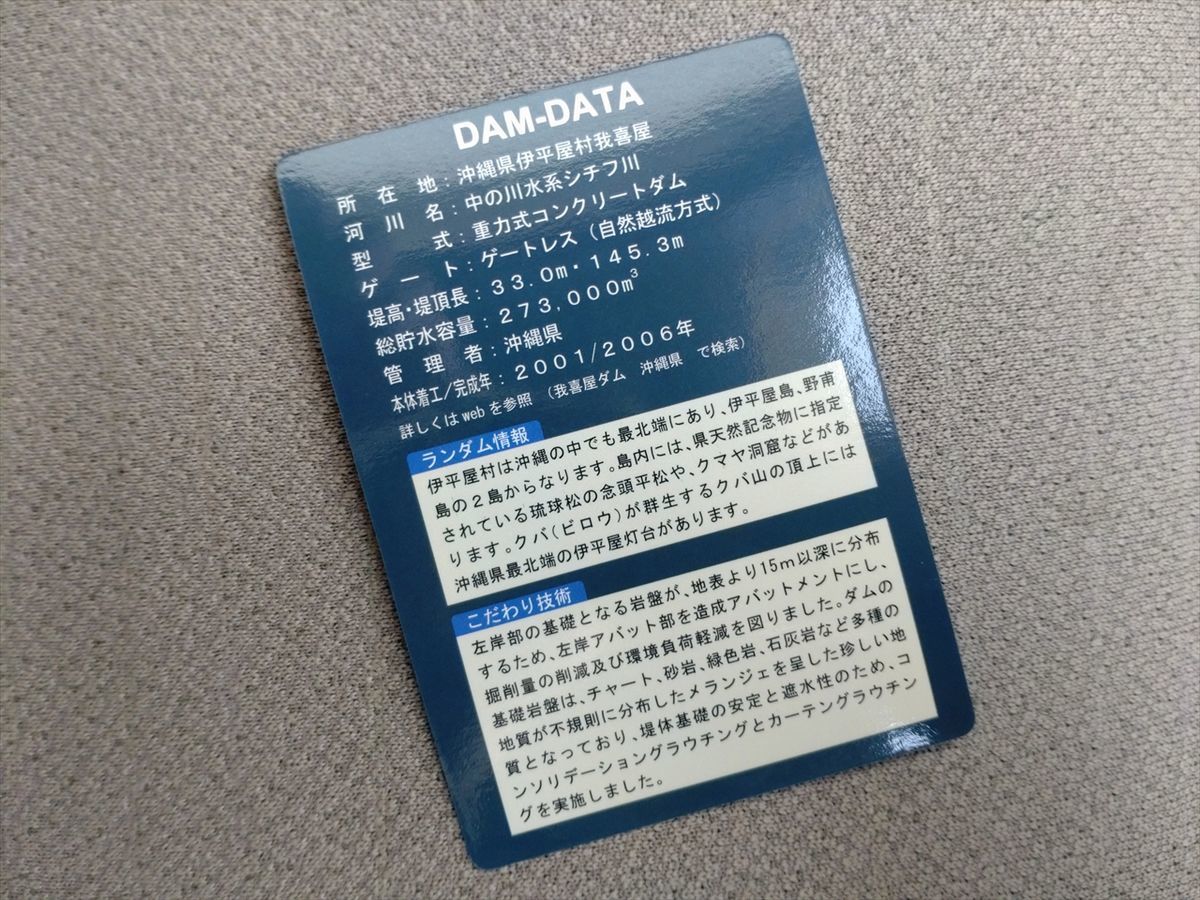 DAM-DATA
所在地：沖縄県伊平屋村我喜屋
河川名：中の川水系シチフ川
型式：重力式コンクリートダム
ゲート：ゲートレス（自然越流方式）
堤高・堤頂長：３３.０ｍ・１４５.３ｍ
総貯水容量：２７３,０００㎥
管理者：沖縄県
本体着工/完成年：２００１/２００６年
詳しくはwebを参照　（我喜屋ダム　沖縄県　で検索）
ランダム情報
伊平屋村は沖縄の中でも最北端にあり、伊平屋島、野甫
島の２島からなります。島内には、県天然記念物に指定
されている琉球松の念頭平松や、クマヤ洞窟などがあ
ります。クバ（ビロウ）が群生するクバ山の頂上には
沖縄県最北端の伊平屋灯台があります。
こだわり技術
左岸部の基礎となる岩盤が、地表より15ｍ以深に分布
するため、左岸アバット部を造成アバットメントにし、
掘削量の削減及び環境負荷軽減を図りました。ダムの
基礎岩盤は、チャート、砂岩、緑色岩、石灰岩など多種の
地質が不規則に分布したメランジェを呈した珍しい地
質となっており、堤体基礎の安定と遮水性のため、コ
ンソリデーショングラウチングとカーテングラウチン
グを実施しました。